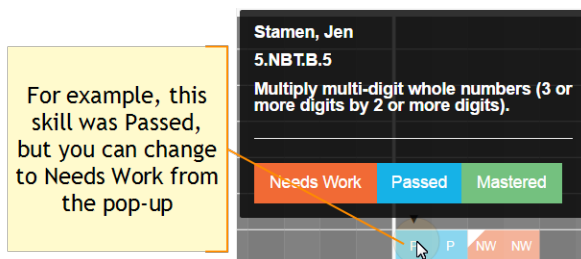 For example, this
skill was Passed,
but you can change
to Needs Work from
the pop-up
Stamen, Jen
5.NBT.B.5
Multiply multi-digit whole numbers (3 or
more digits by 2 or more digits).
Needs Work Passed Mastered
P P NW NW